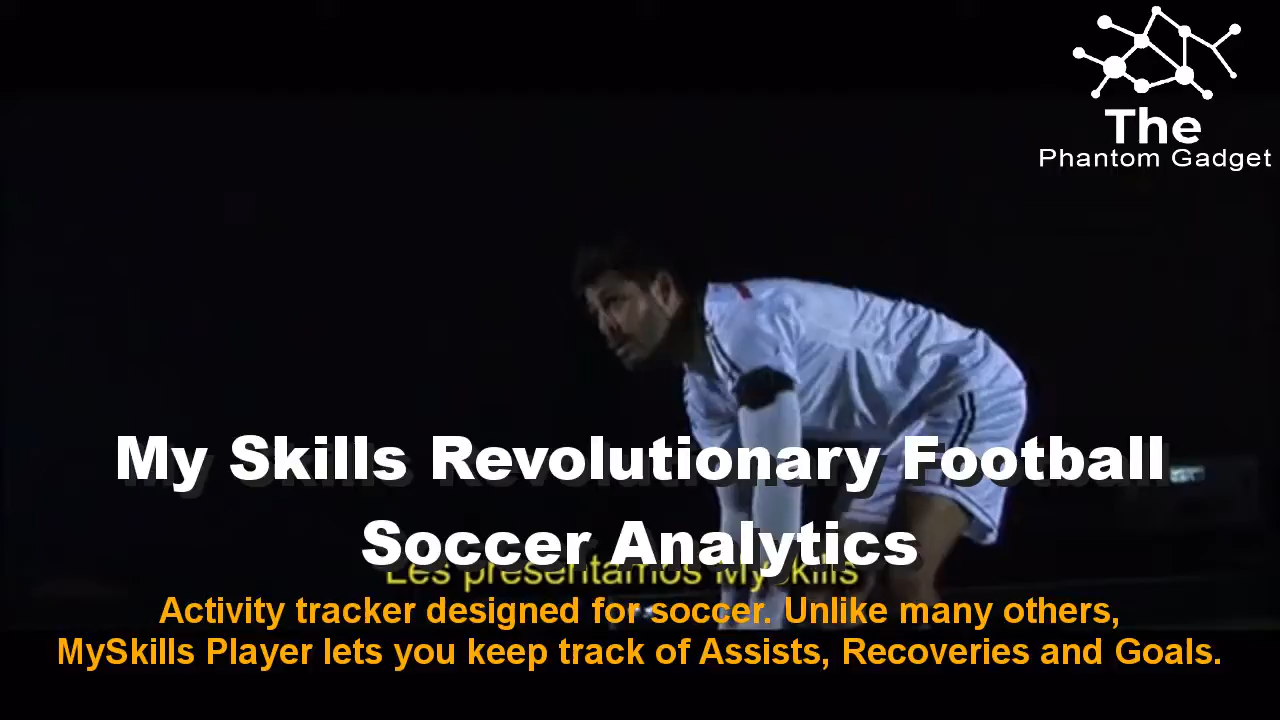 The
Phantom Gadget
My Skills Revolutionary Football
Soccer Analytics
Les presentamos MySkills
Activity tracker designed for soccer. Unlike many others,
MySkills Player lets you keep track of Assists, Recoveries and Goals.